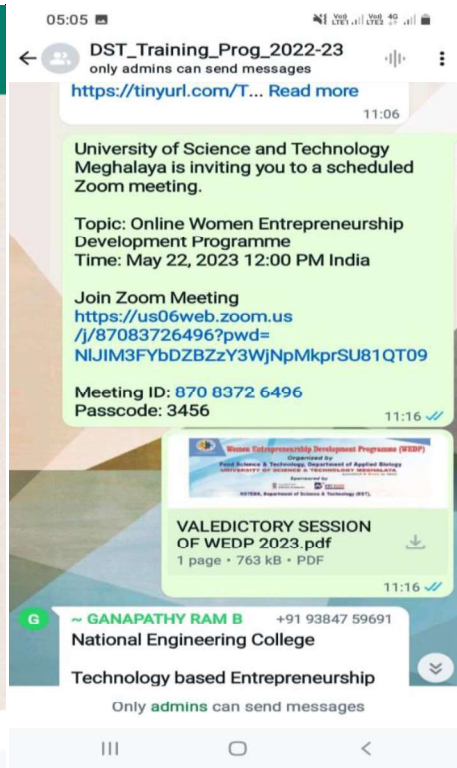 05:05
VoI) LTE1 VoI) LTE2 4G
DST_Training_Prog_2022-23
only admins can send messages
https://tinyurl.com/T... Read more
11:06
University of Science and Technology
Meghalaya is inviting you to a scheduled
Zoom meeting.
Topic: Online Women Entrepreneurship
Development Programme
Time: May 22, 2023 12:00 PM India
Join Zoom Meeting
https://us06web.zoom.us
/j/87083726496?pwd=
NlJIM3FYbDZBZzY3WjNpMkprSU81QT09
Meeting ID: 870 8372 6496
Passcode: 3456
11:16
Women Entrepreneurship Development Programme (WEDP)
Organized by
Food Science & Technology, Department of Applied Biology
UNIVERSITY OF SCIENCE & TECHNOLOGY MEGHALAYA
Sponsored by
NSTEDB, Department of Science & Technology (DST),
VALEDICTORY SESSION
OF WEDP 2023.pdf
1 page • 763 kB • PDF
11:16
G
~ GANAPATHY RAM B +91 93847 59691
National Engineering College
Technology based Entrepreneurship
Only admins can send messages